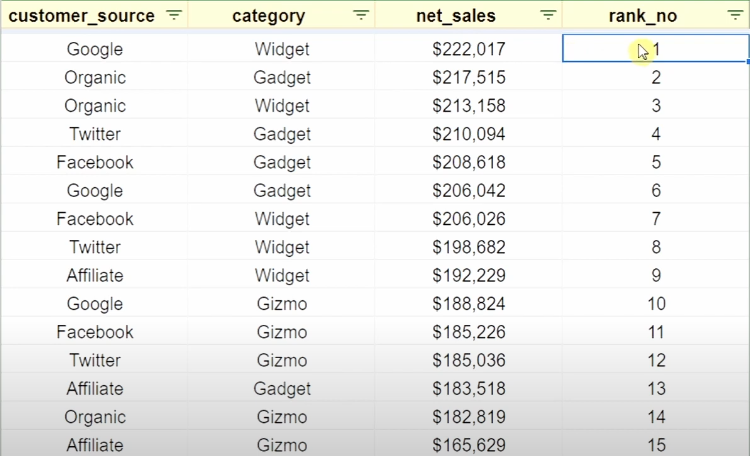 customer_source category net_sales rank_no
Google Widget $222,017 1
Organic Gadget $217,515 2
Organic Widget $213,158 3
Twitter Gadget $210,094 4
Facebook Gadget $208,618 5
Google Gadget $206,042 6
Facebook Widget $206,026 7
Twitter Widget $198,682 8
Affiliate Widget $192,229 9
Google Gizmo $188,824 10
Facebook Gizmo $185,226 11
Twitter Gizmo $185,036 12
Affiliate Gadget $183,518 13
Organic Gizmo $182,819 14
Affiliate Gizmo $165,629 15